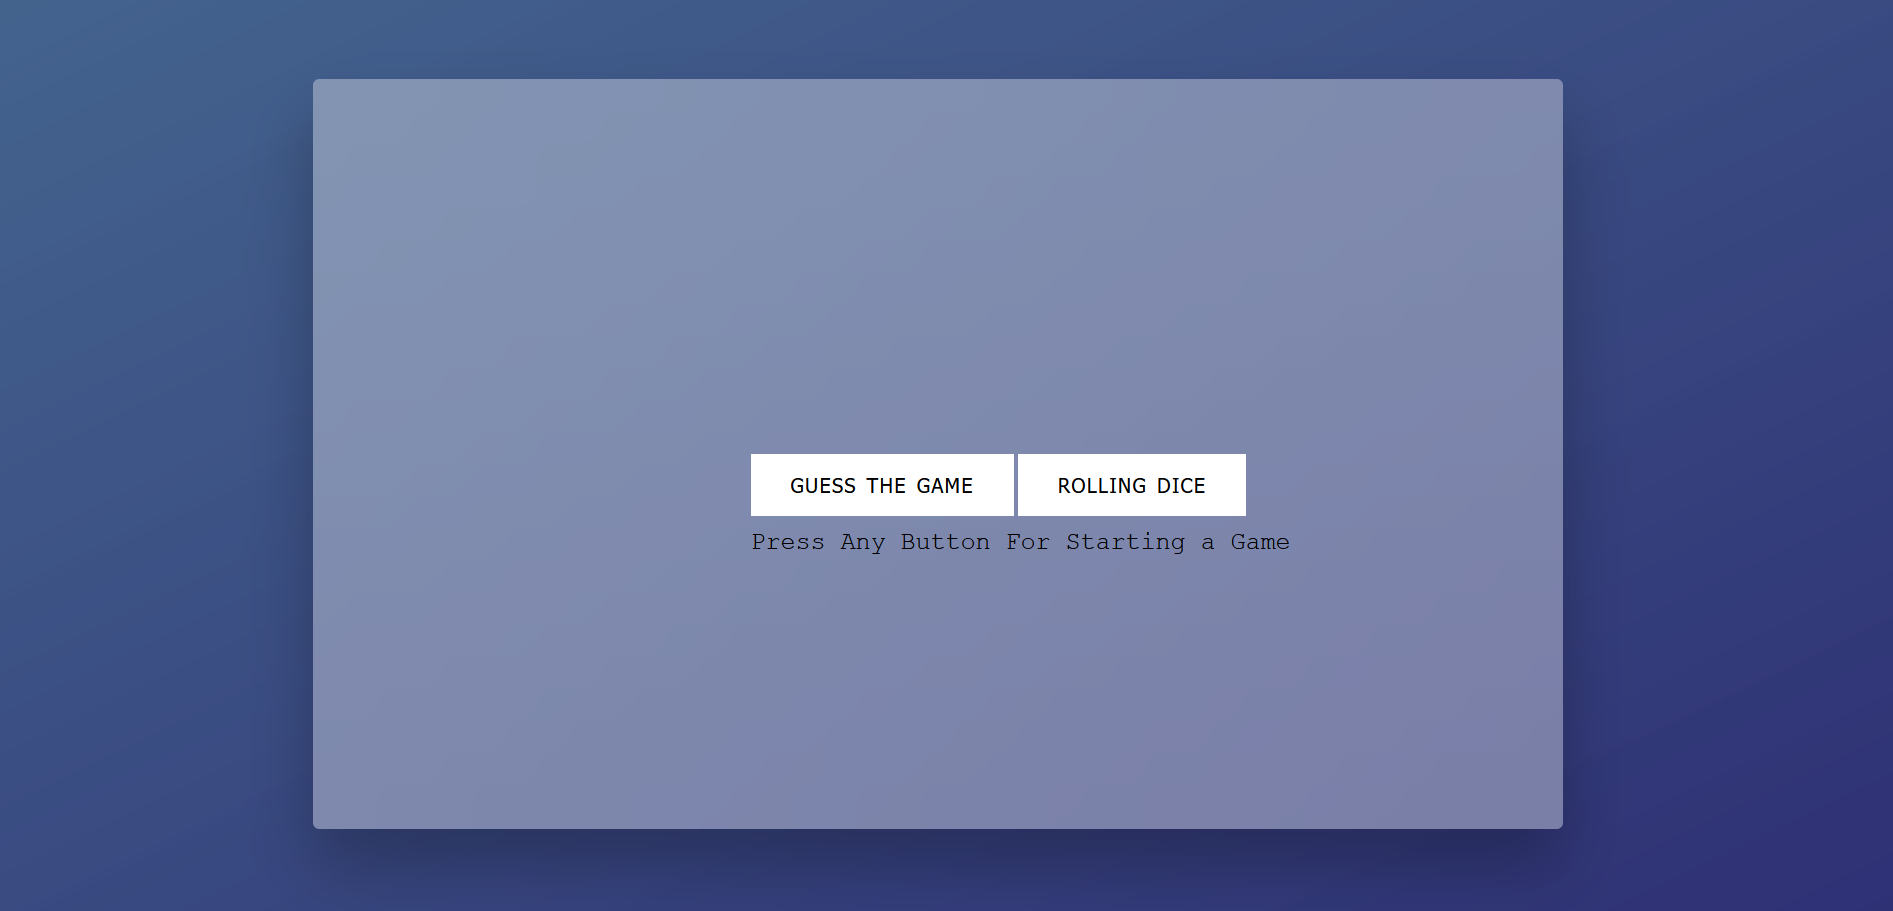 GUESS THE GAME ROLLING DICE
Press Any Button For Starting a Game